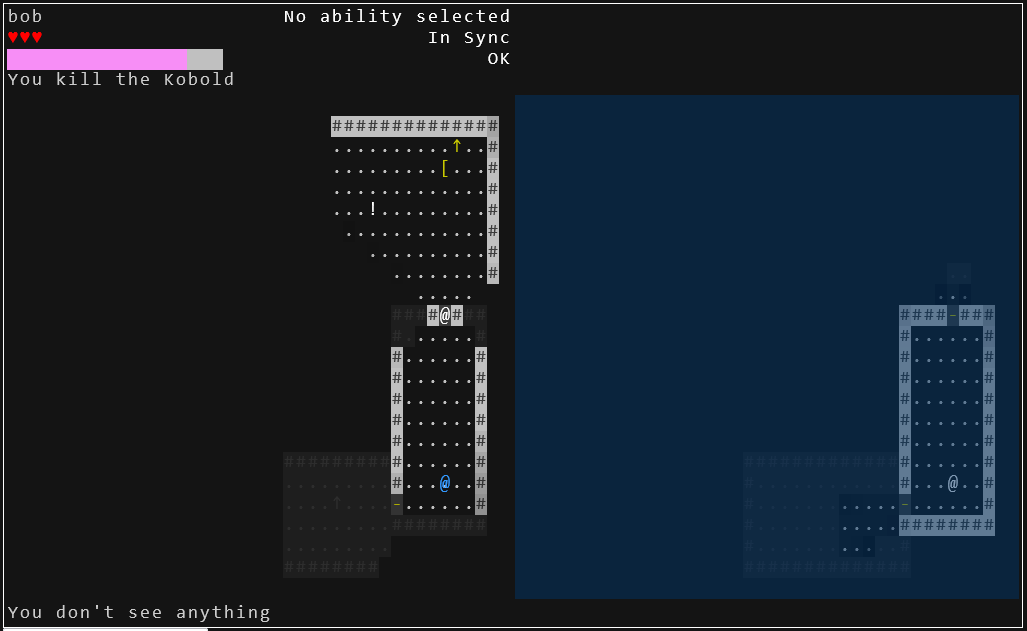 bob
No ability selected
♥♥♥
In Sync
OK
You kill the Kobold
You don't see anything